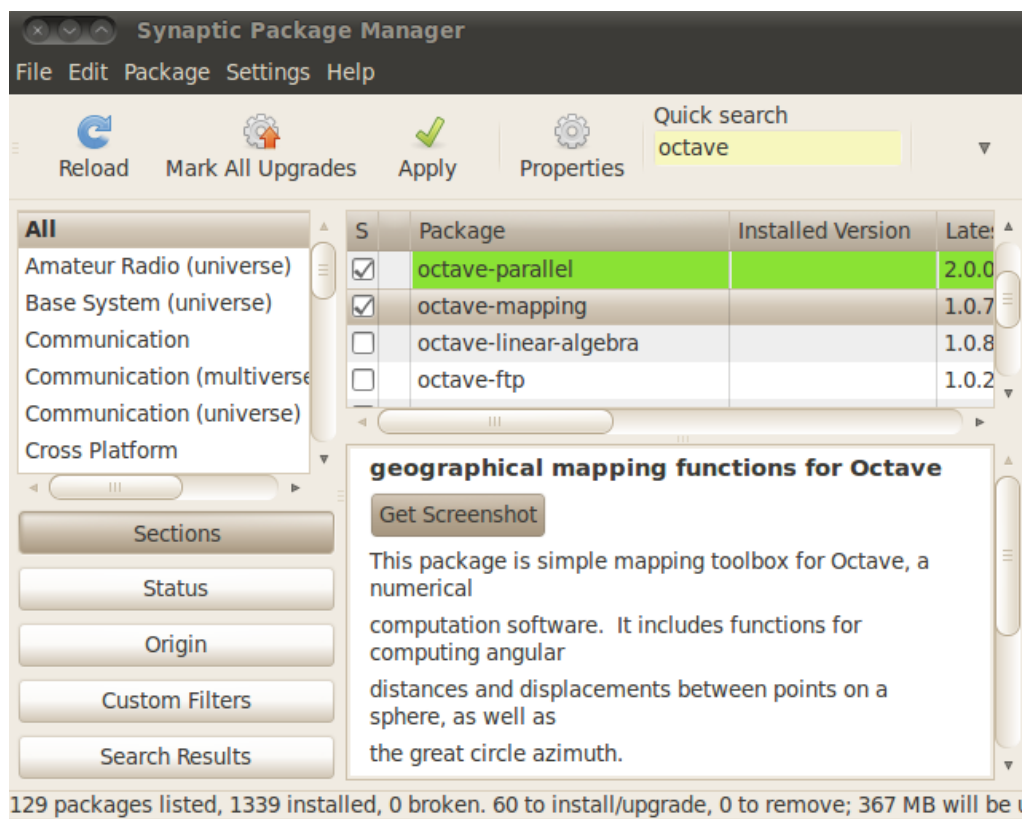 Synaptic Package Manager
File Edit Package Settings Help
Quick search
octave
Reload Mark All Upgrades Apply Properties
All
Amateur Radio (universe)
Base System (universe)
Communication
Communication (multiverse
Communication (universe)
Cross Platform
S Package Installed Version Lates
octave-parallel 2.0.0
octave-mapping 1.0.7
octave-linear-algebra 1.0.8
octave-ftp 1.0.2
Sections
Status
Origin
Custom Filters
Search Results
geographical mapping functions for Octave
Get Screenshot
This package is simple mapping toolbox for Octave, a
numerical
computation software. It includes functions for
computing angular
distances and displacements between points on a
sphere, as well as
the great circle azimuth.
129 packages listed, 1339 installed, 0 broken. 60 to install/upgrade, 0 to remove; 367 MB will be